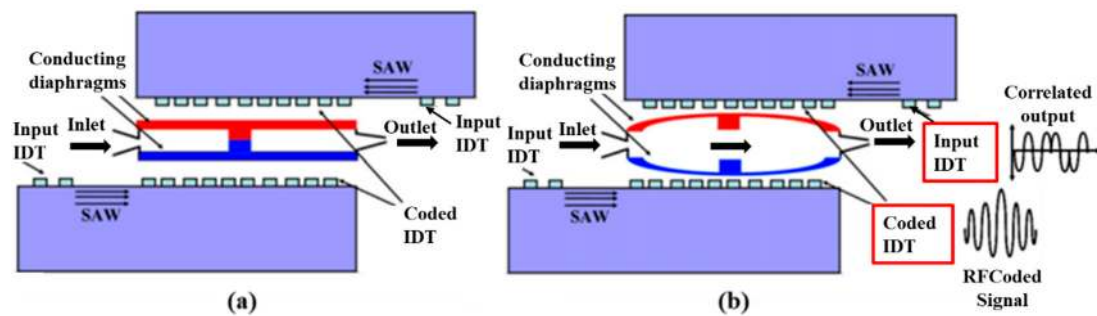 Conducting
diaphragms
SAW
Input
IDT
Inlet
Outlet
Input
IDT
SAW
Coded
IDT
(a)
Conducting
diaphragms
SAW
Input
IDT
Inlet
Outlet
Input
IDT
Correlated
output
SAW
Coded
IDT
RFCoded
Signal
(b)